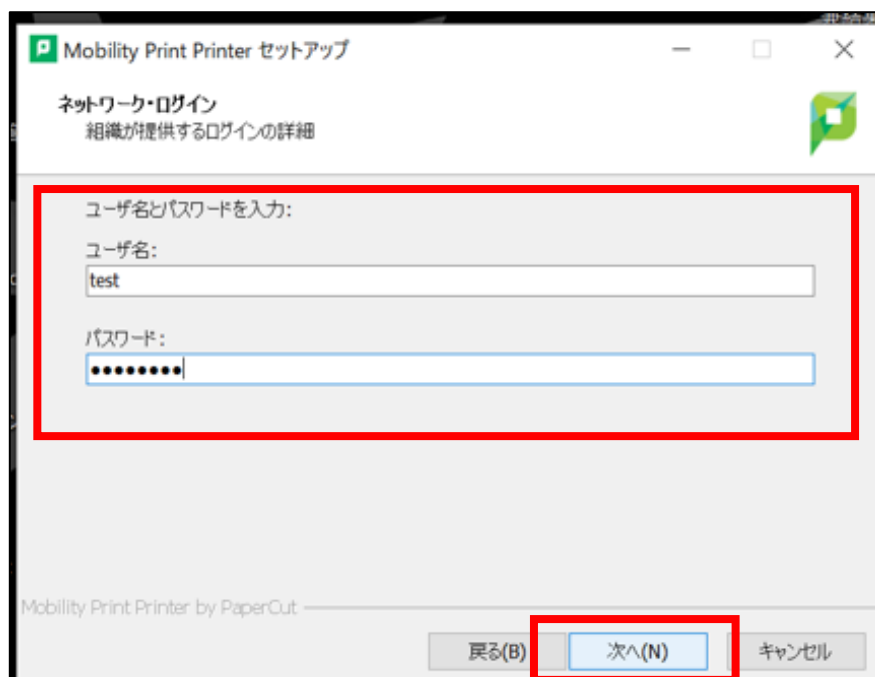 Mobility Print Printer セットアップ
ネットワーク・ログイン
組織が提供するログインの詳細
ユーザ名とパスワードを入力:
ユーザ名:
test
パスワード:
●●●●●●●●
Mobility Print Printer by PaperCut
戻る(B)
次へ(N)
キャンセル